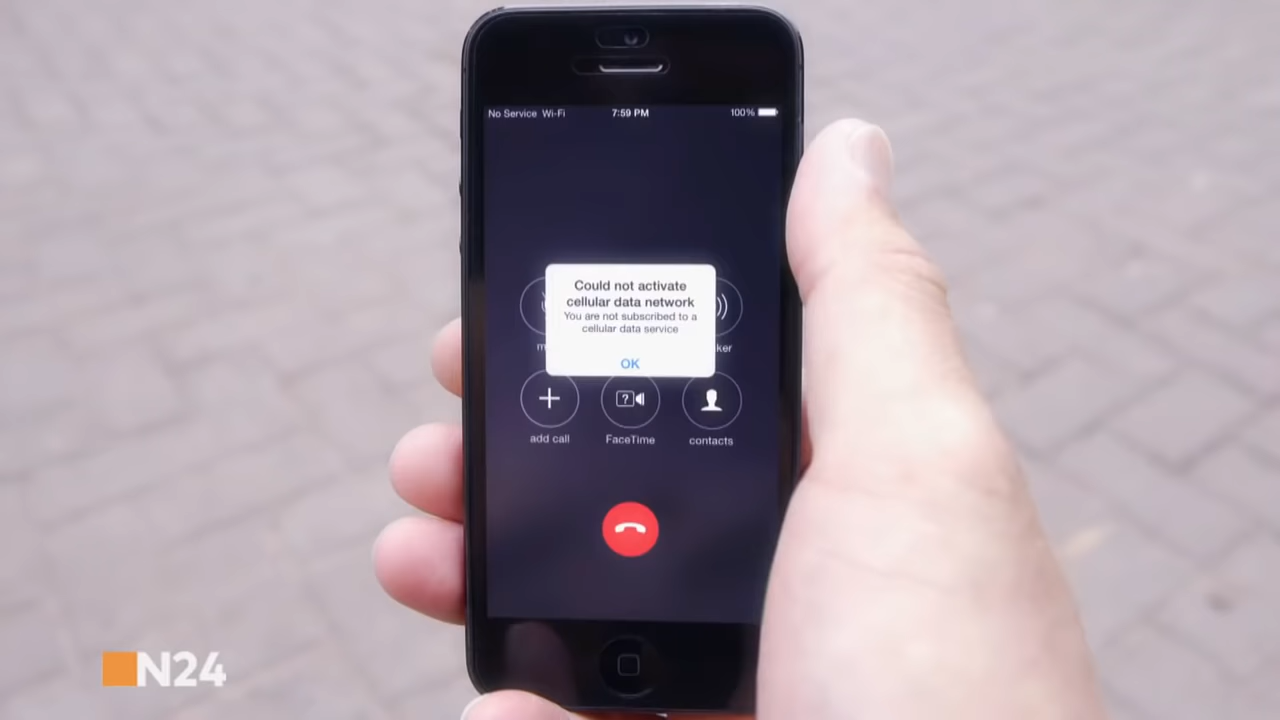 No Service Wi-Fi 7:59 PM 100%
Could not activate
cellular data network
You are not subscribed to a
cellular data service
OK
ker
add call FaceTime contacts
N24